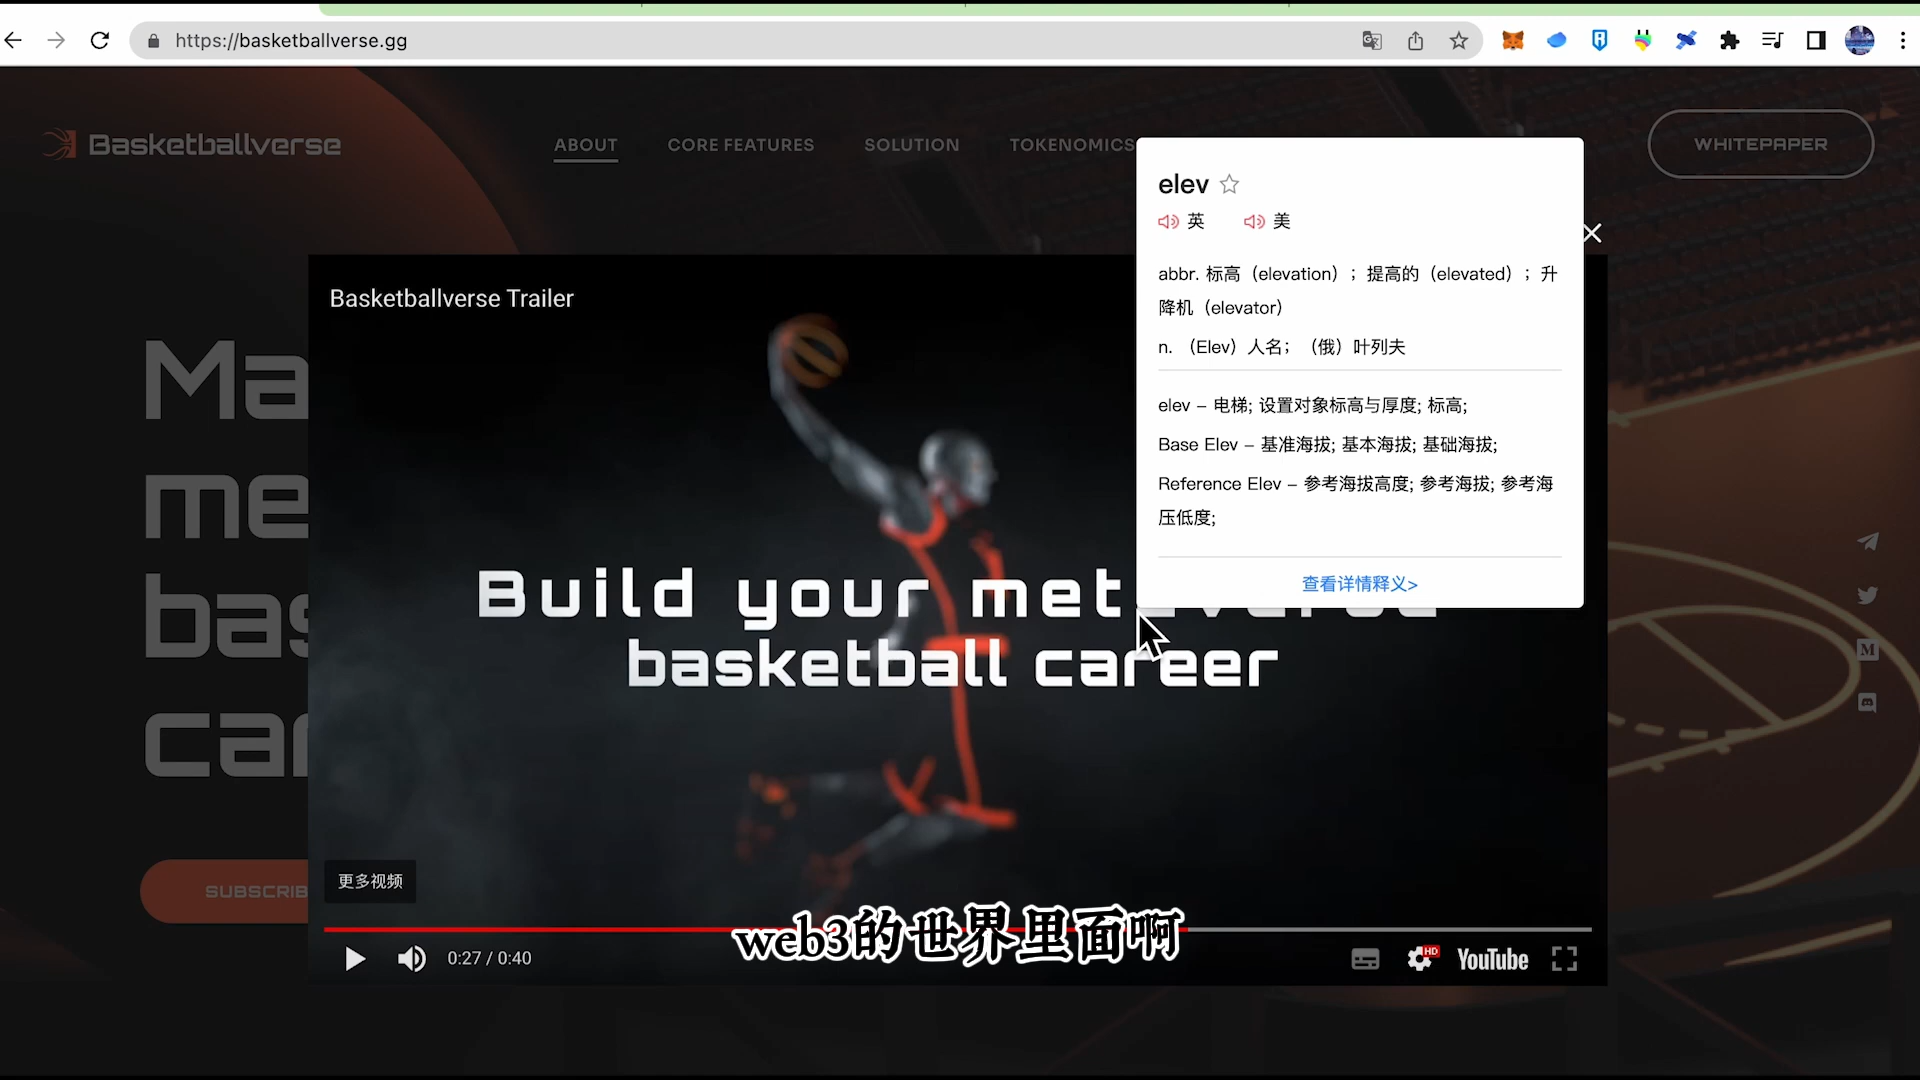 https://basketballverse.gg
Basketballverse
ABOUT
CORE FEATURES
SOLUTION
TOKENOMICS
WHITEPAPER
elev
英 美
abbr. 标高（elevation）；提高的（elevated）；升
降机（elevator）
n. （Elev）人名；（俄）叶列夫
elev – 电梯; 设置对象标高与厚度; 标高;
Base Elev – 基准海拔; 基本海拔; 基础海拔;
Reference Elev – 参考海拔高度; 参考海拔; 参考海
压低度;
查看详情释义>
Basketballverse Trailer
Ma
me
bas
car
Build your met
basketball career
SUBSCRIB
更多视频
web3的世界里面啊
0:27 / 0:40
HD
YouTube
M